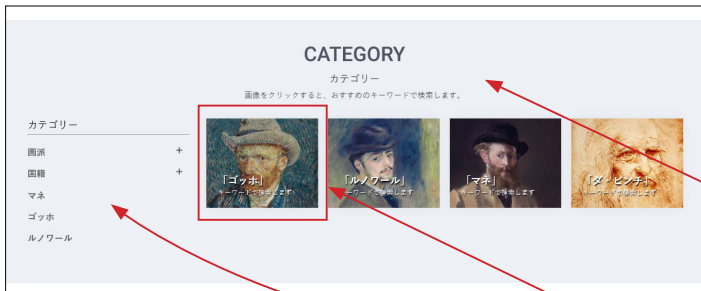 CATEGORY
カテゴリー
画像をクリックすると、おすすめのキーワードで検索します。
カテゴリー
画派 +
国籍 +
マネ
ゴッホ
ルノワール
「ゴッホ」
キーワードで検索します
「ルノワール」
キーワードで検索します
「マネ」
キーワードで検索します
「ダ・ビンチ」
キーワードで検索します